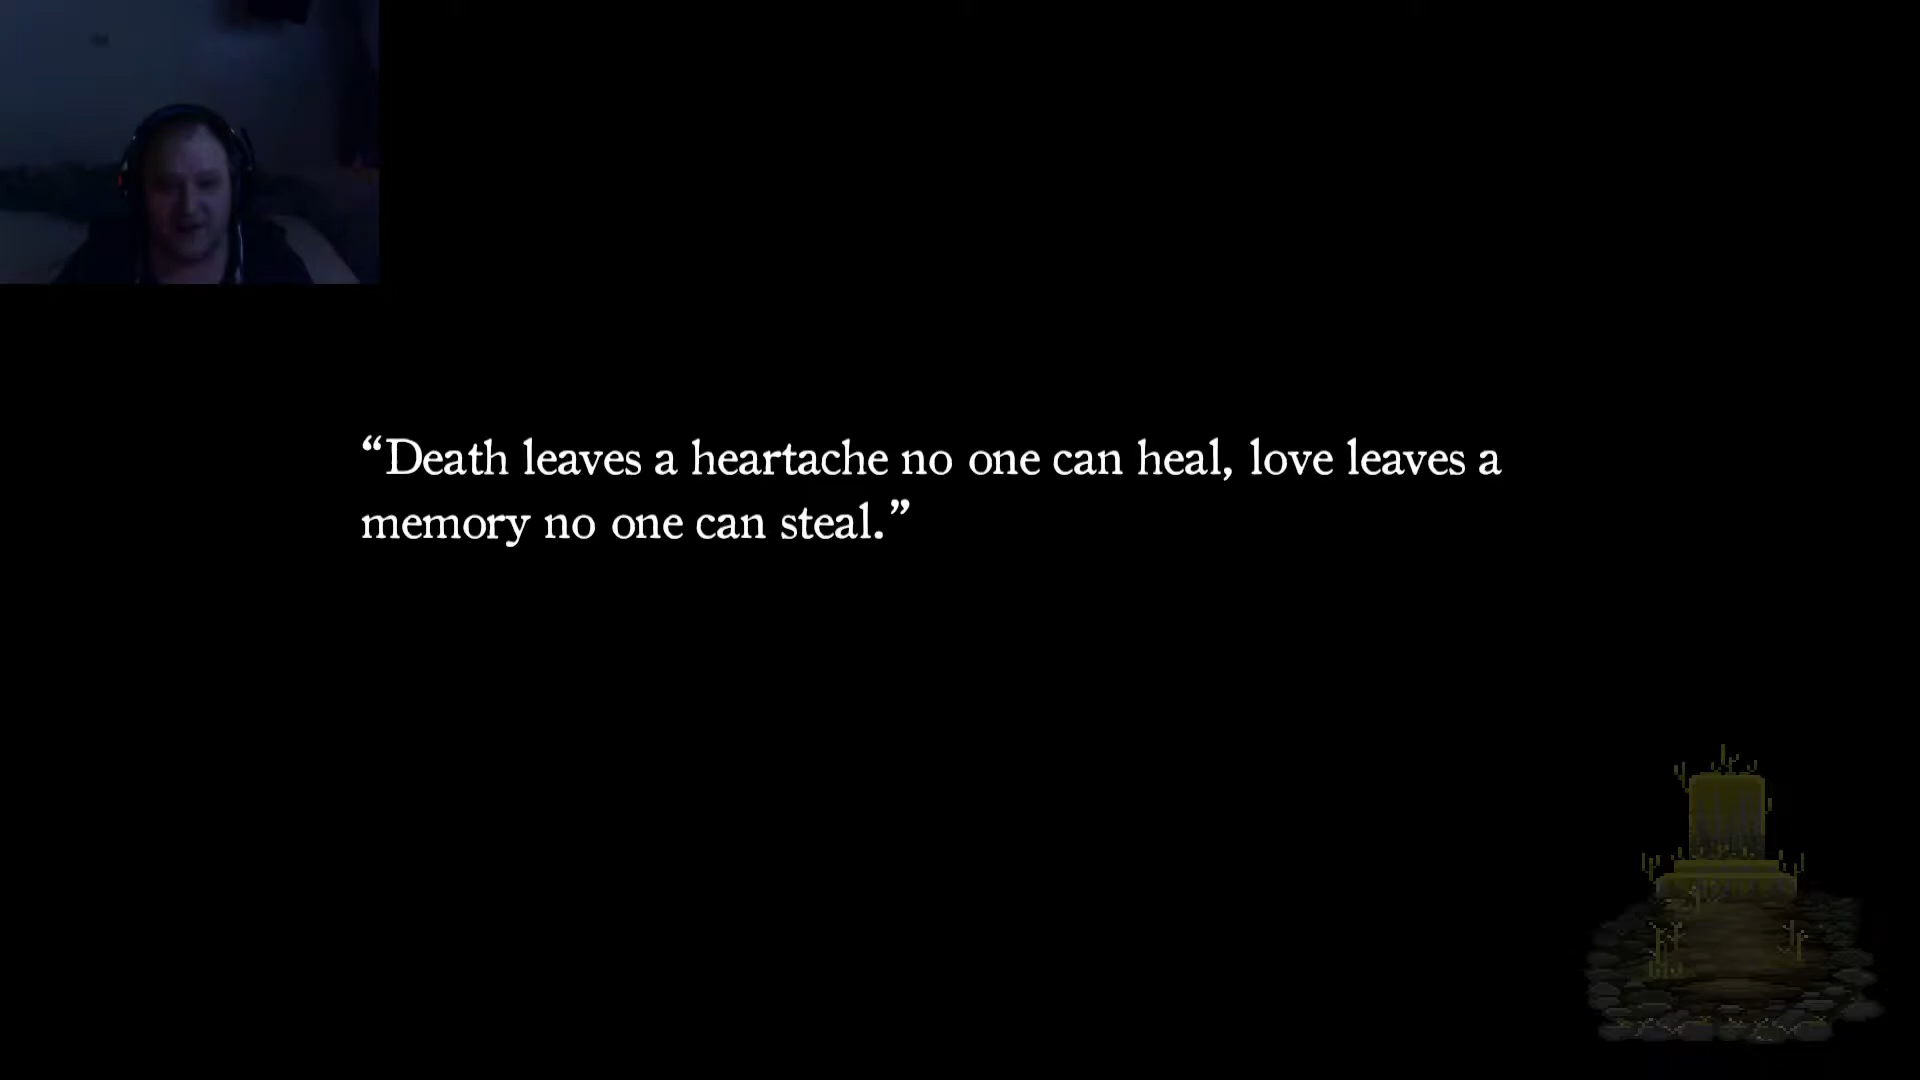 “Death leaves a heartache no one can heal, love leaves a
memory no one can steal.”